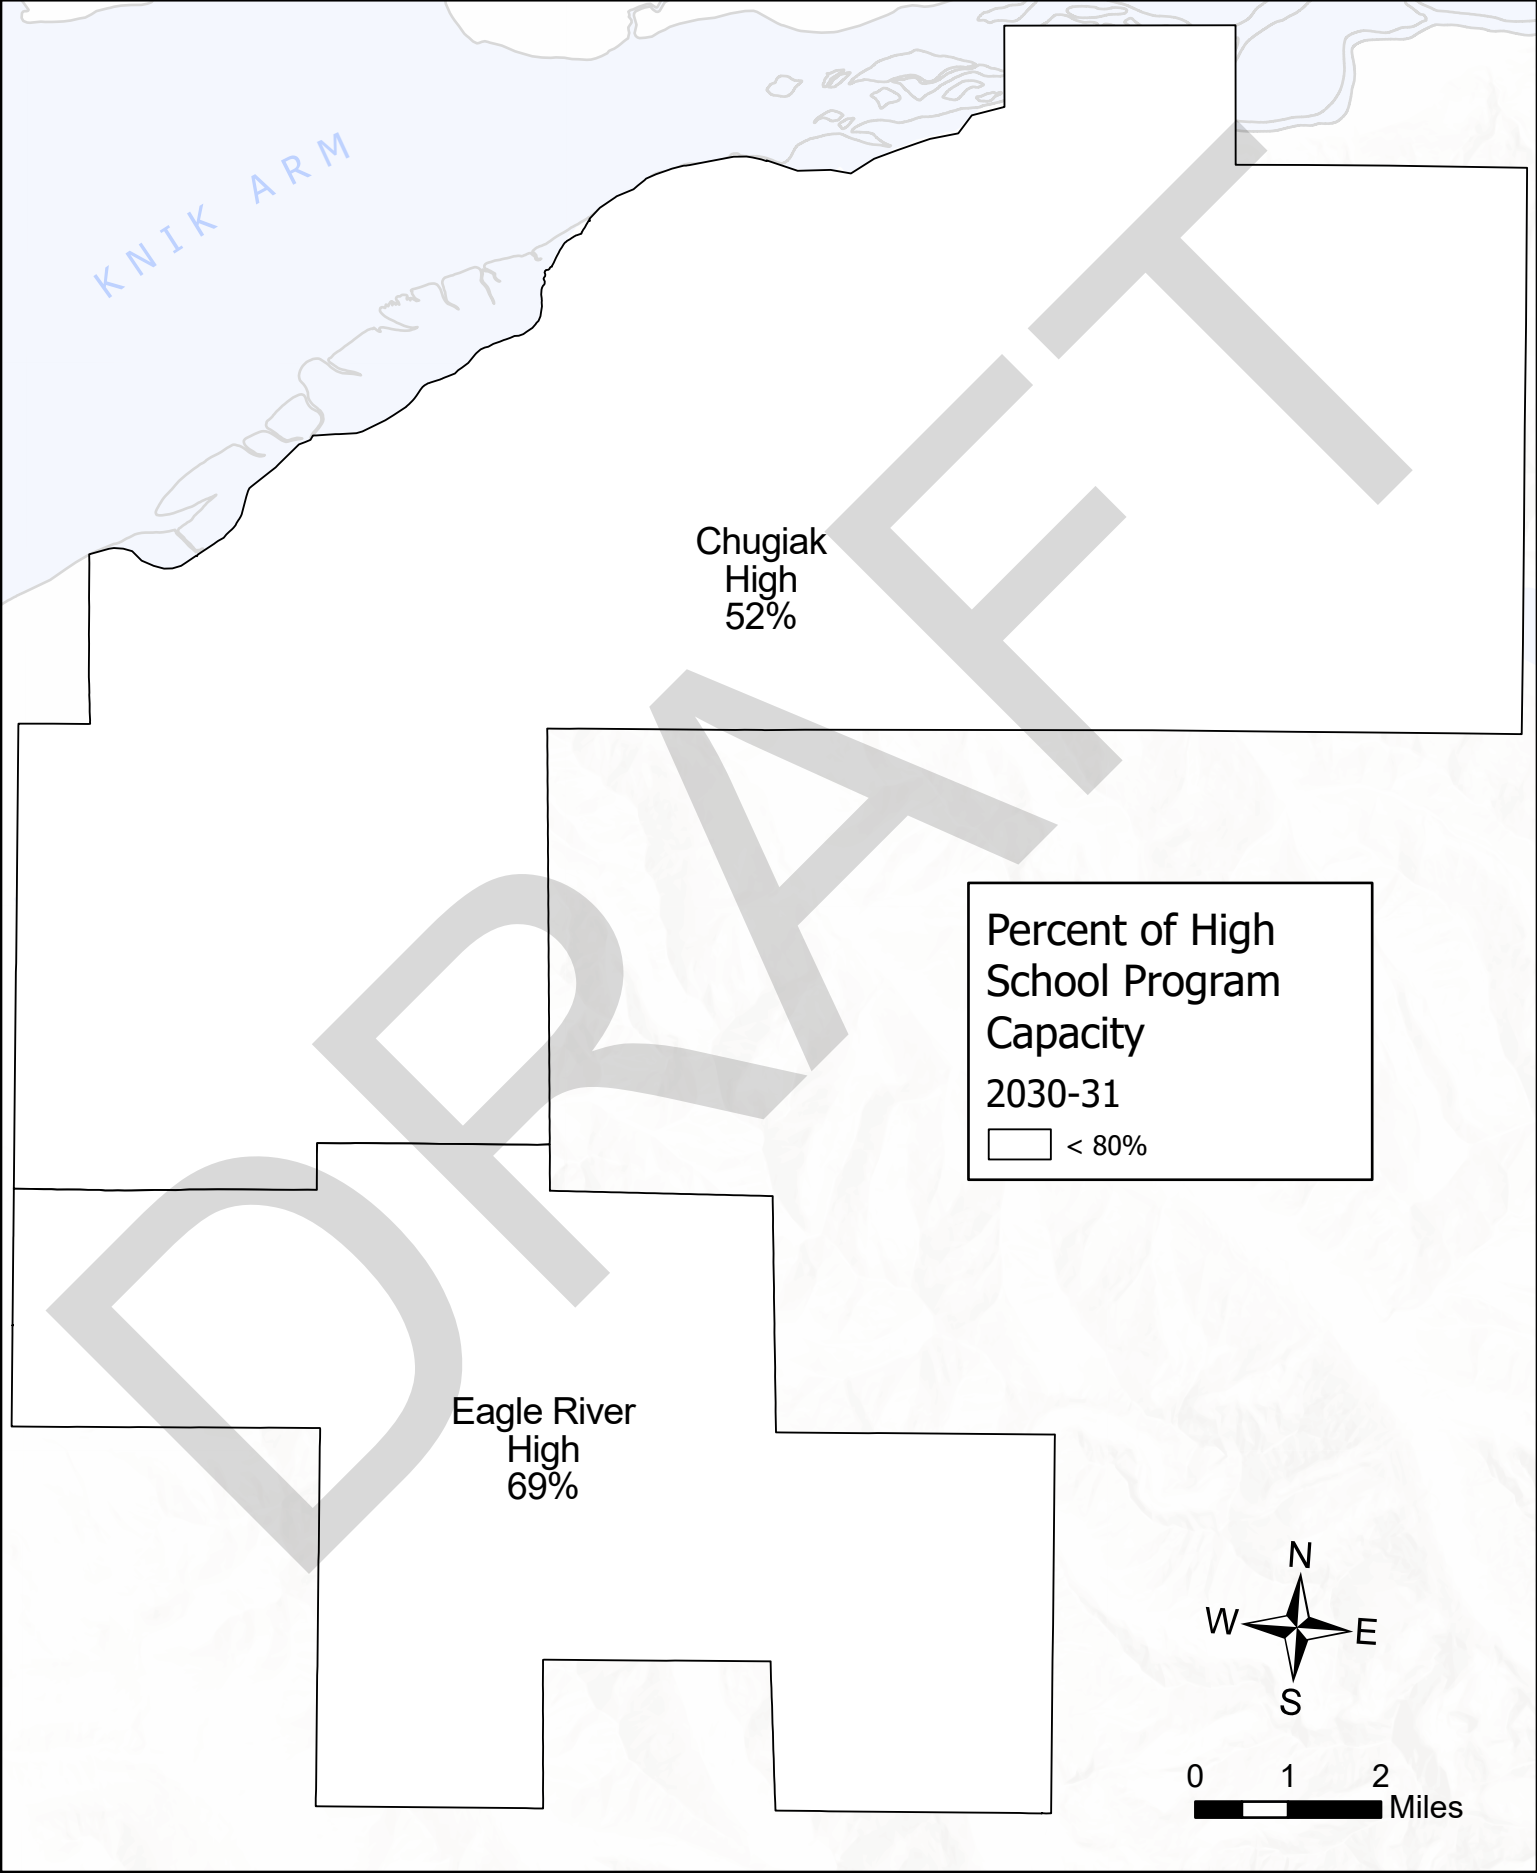 KNIK ARM
Chugiak
High
52%
DRAFT
Percent of High
School Program
Capacity
2030-31
< 80%
Eagle River
High
69%
N
W
E
S
0 1 2
Miles